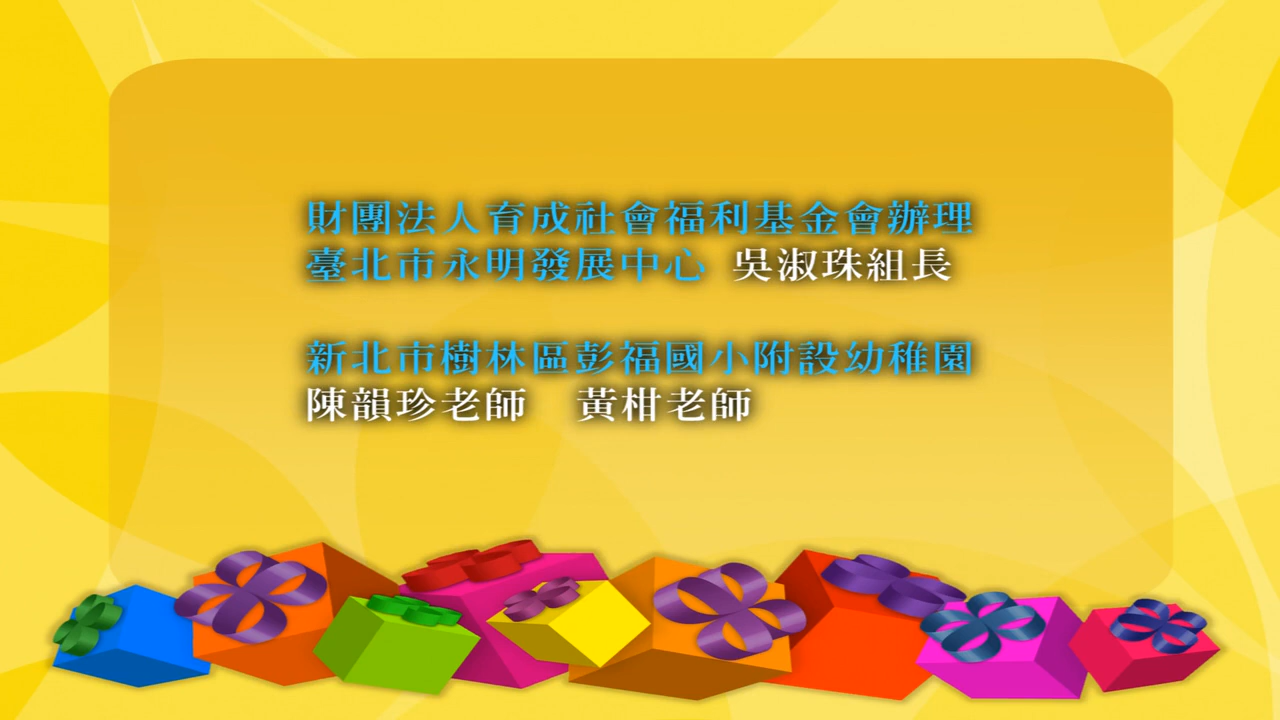 財團法人育成社會福利基金會辦理
臺北市永明發展中心 吳淑珠組長
新北市樹林區彭福國小附設幼稚園
陳韻珍老師 黃柑老師